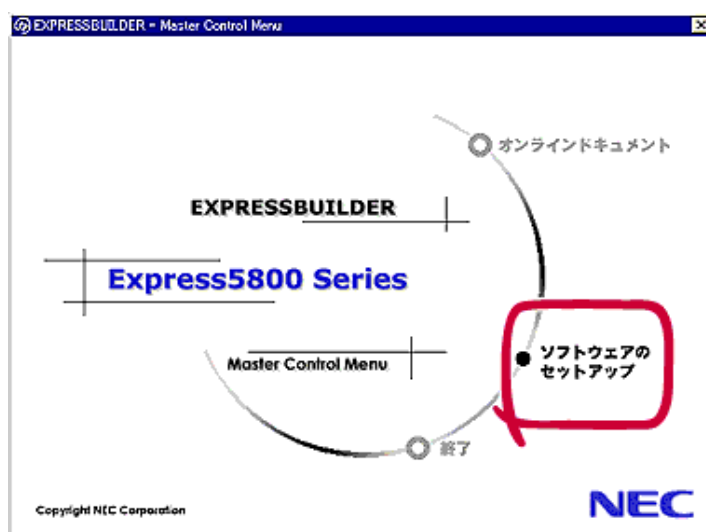 EXPRESSBUILDER - Master Control Menu
オンラインドキュメント
EXPRESSBUILDER
Express5800 Series
ソフトウェアの
セットアップ
Master Control Menu
終了
Copyright NEC Corporation
NEC